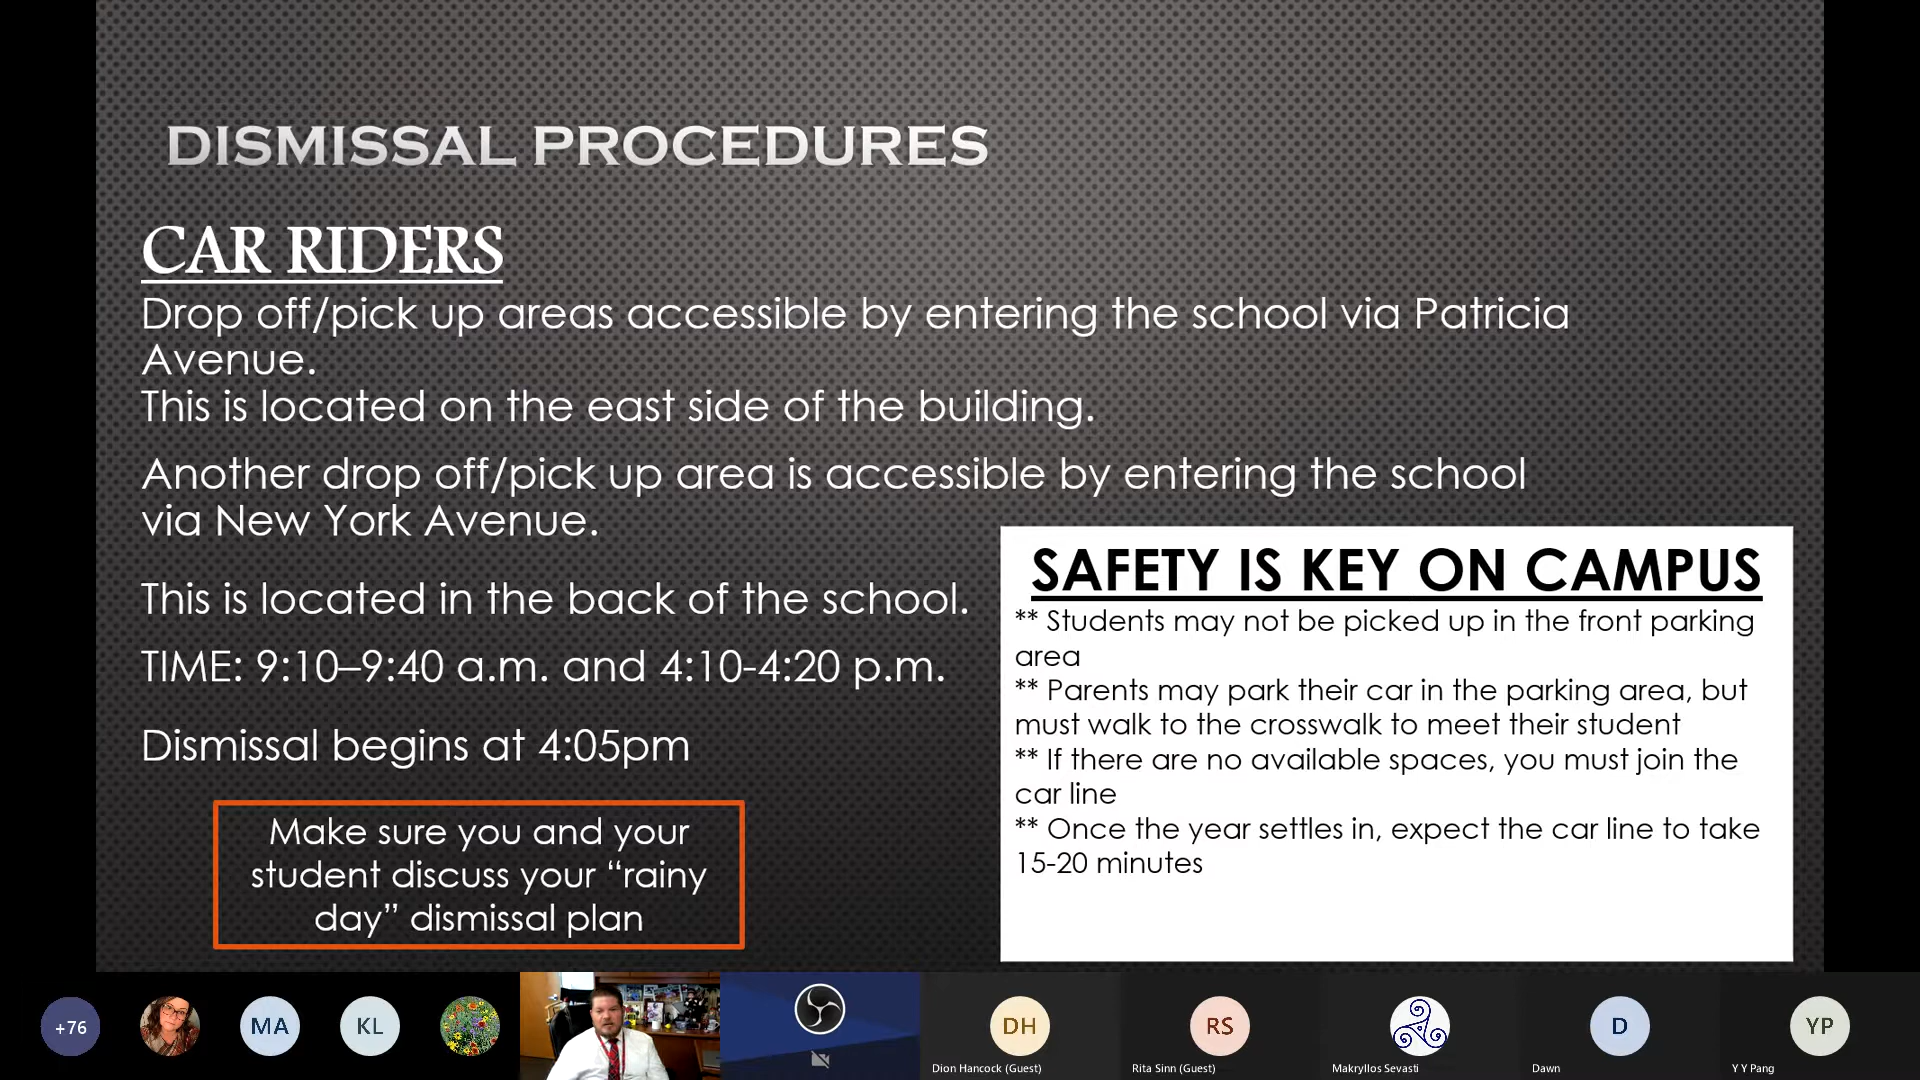 DISMISSAL PROCEDURES
CAR RIDERS
Drop off/pick up areas accessible by entering the school via Patricia
Avenue.
This is located on the east side of the building.
Another drop off/pick up area is accessible by entering the school
via New York Avenue.
This is located in the back of the school.
TIME: 9:10–9:40 a.m. and 4:10-4:20 p.m.
Dismissal begins at 4:05pm
Make sure you and your
student discuss your “rainy
day” dismissal plan
SAFETY IS KEY ON CAMPUS
** Students may not be picked up in the front parking
area
** Parents may park their car in the parking area, but
must walk to the crosswalk to meet their student
** If there are no available spaces, you must join the
car line
** Once the year settles in, expect the car line to take
15-20 minutes
+76
MA
KL
DH
RS
D
YP
Dion Hancock (Guest)
Rita Sinn (Guest)
Makryllos Sevasti
Dawn
Y Y Pang